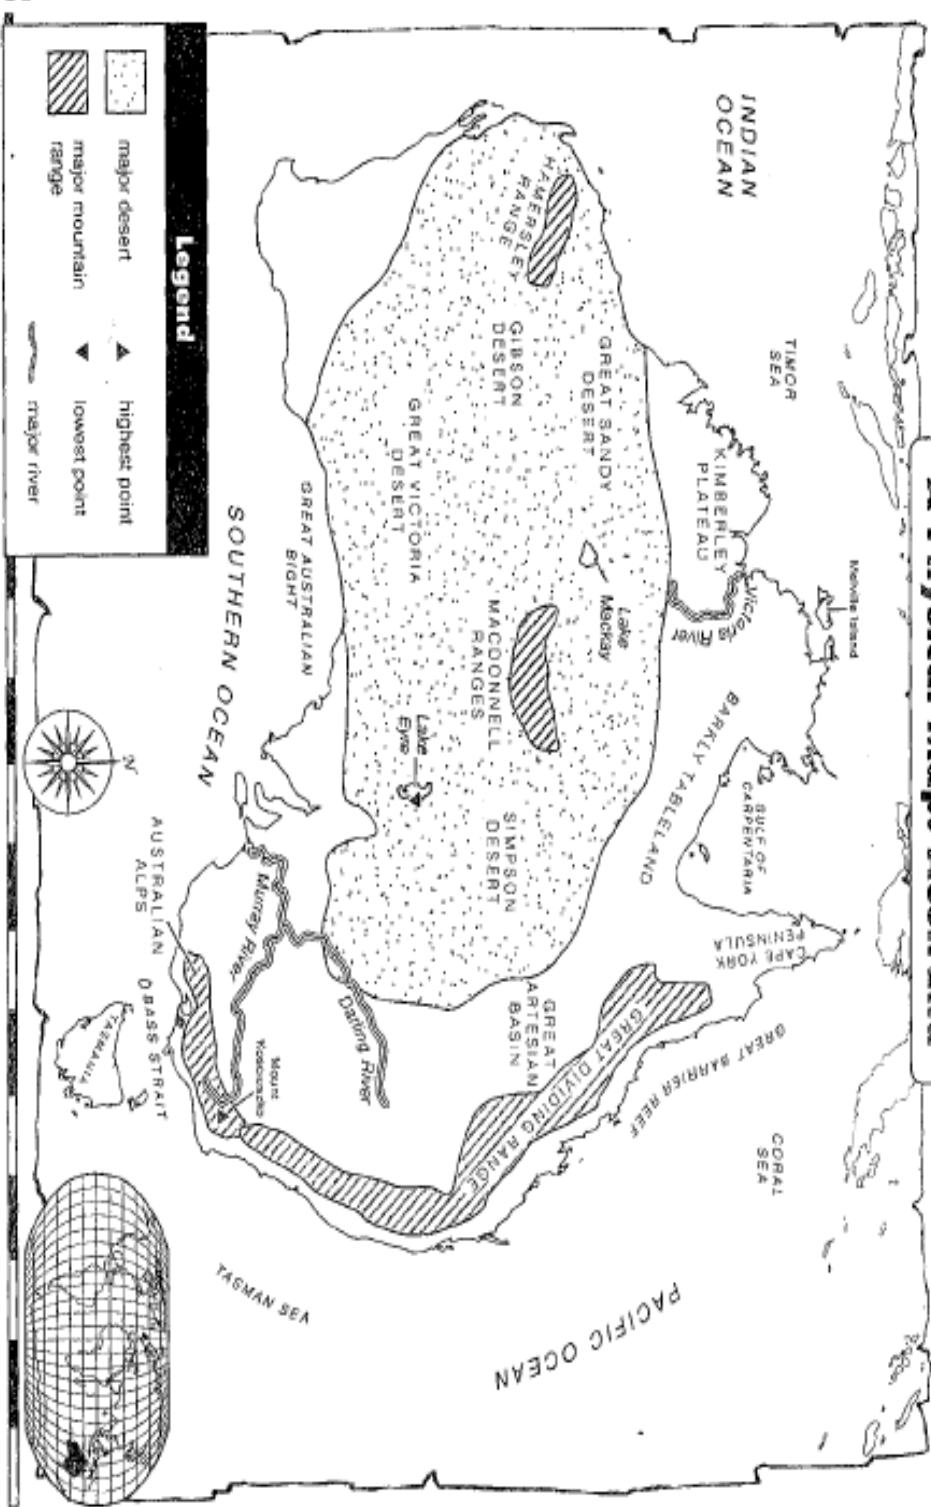 INDIAN
OCEAN
TIMOR
SEA
Melville Island
KIMBERLEY
PLATEAU
Victoria River
BARKLY TABLELAND
GULF OF
CARPENTARIA
CAPE YORK
PENINSULA
GREAT BARRIER REEF
CORAL
SEA
PACIFIC OCEAN
HAMERSLEY
RANGE
GREAT SANDY
DESERT
GIBSON
DESERT
GREAT VICTORIA
DESERT
Lake
Mackay
MACDONNELL
RANGES
Lake
Eyre
SIMPSON
DESERT
GREAT
ARTESIAN
BASIN
GREAT DIVIDING RANGE
GREAT AUSTRALIAN
BIGHT
SOUTHERN OCEAN
Darling River
Murray River
Mount
Kosciuszko
AUSTRALIAN
ALPS
BASS STRAIT
TASMANIA
TASMAN SEA
N
Legend
major desert
major mountain
range
highest point
lowest point
major river